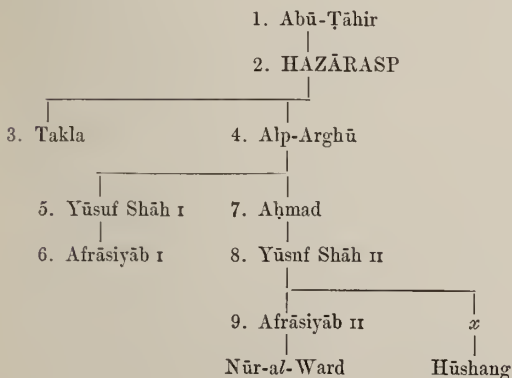 1. Abū-Ṭāhir
2. HAZĀRASP
3. Takla 4. Alp-Arghū
5. Yūsuf Shāh I 7. Aḥmad
6. Afrāsiyāb I 8. Yūsnf Shāh II
9. Afrāsiyāb II x
Nūr-al-Ward Hūshang